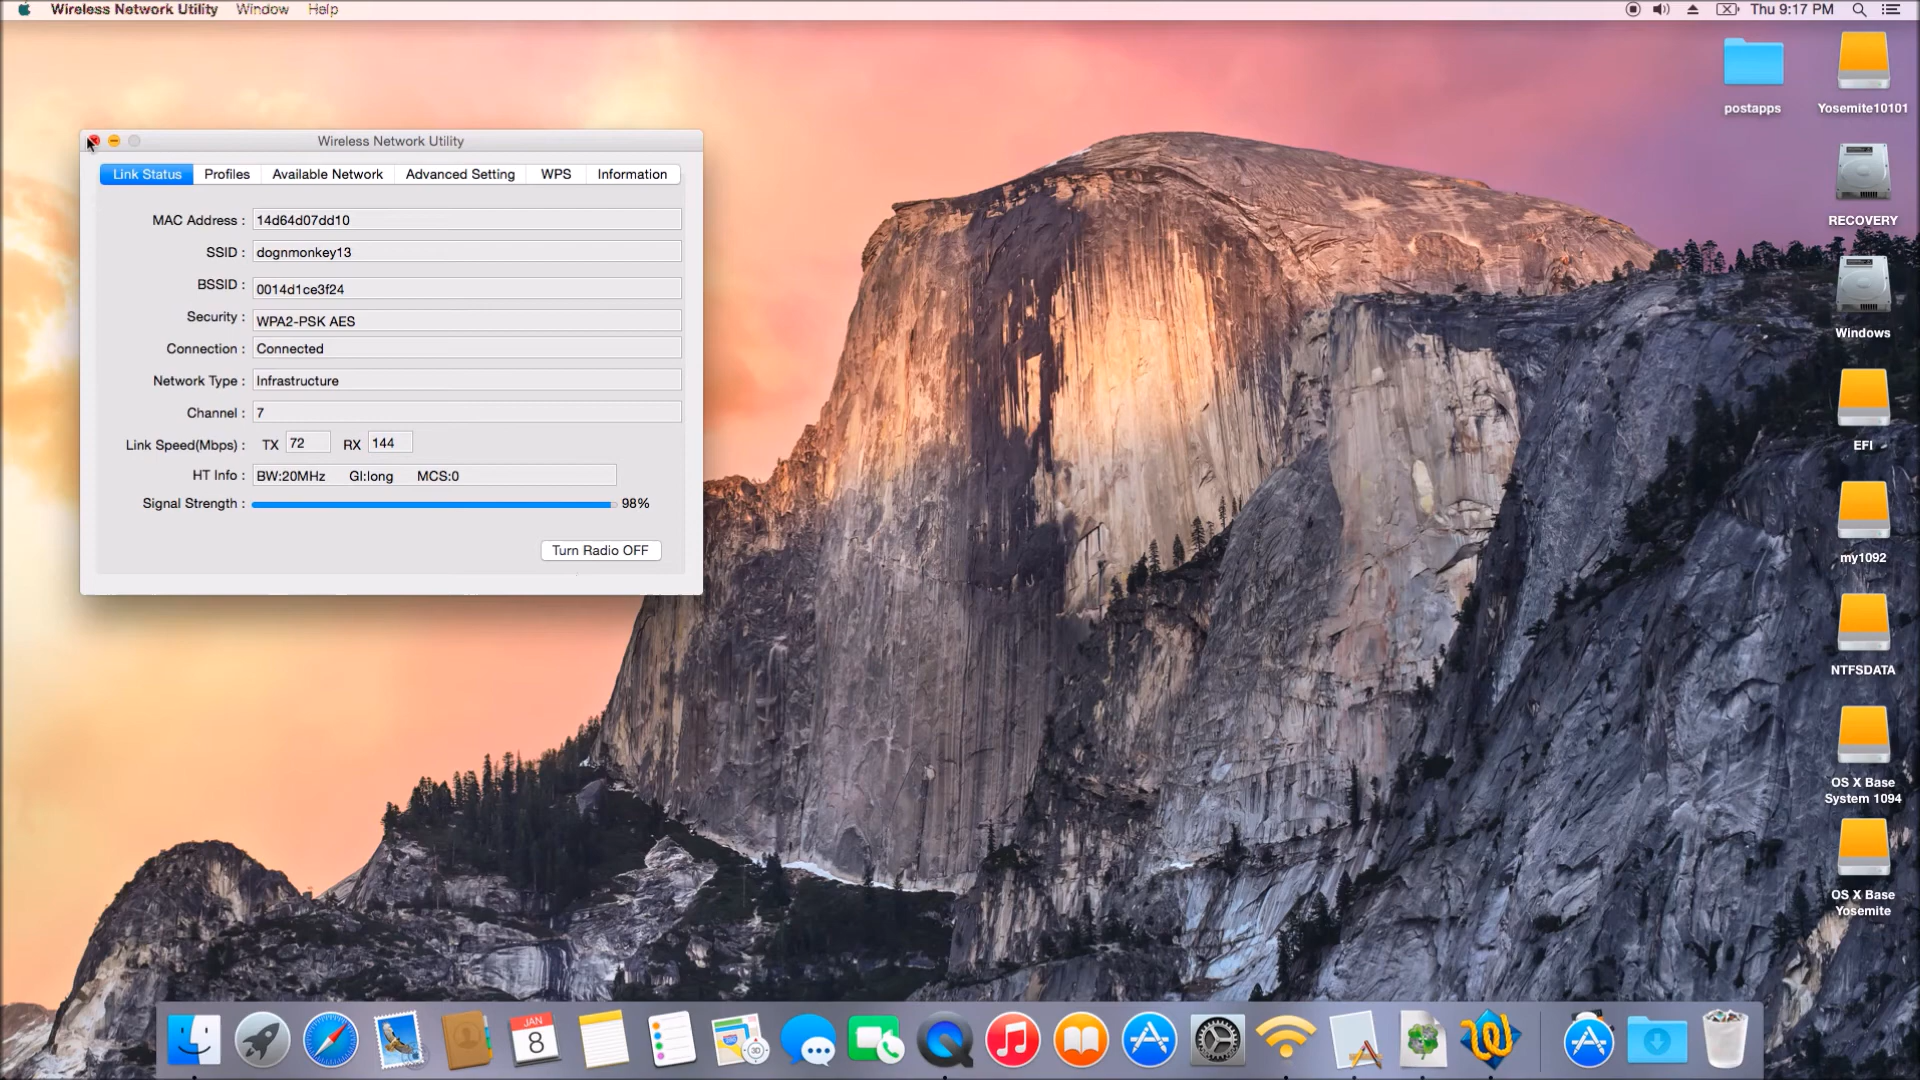 Wireless Network Utility Window Help Thu 9:17 PM
Wireless Network Utility
Link Status Profiles Available Network Advanced Setting WPS Information
MAC Address : 14d64d07dd10
SSID : dognmonkey13
BSSID : 0014d1ce3f24
Security : WPA2-PSK AES
Connection : Connected
Network Type : Infrastructure
Channel : 7
Link Speed(Mbps) : TX 72 RX 144
HT Info : BW:20MHz GI:long MCS:0
Signal Strength : 98%
Turn Radio OFF
postapps
Yosemite10101
RECOVERY
Windows
EFI
my1092
NTFSDATA
OS X Base
System 1094
OS X Base
Yosemite
JAN
8